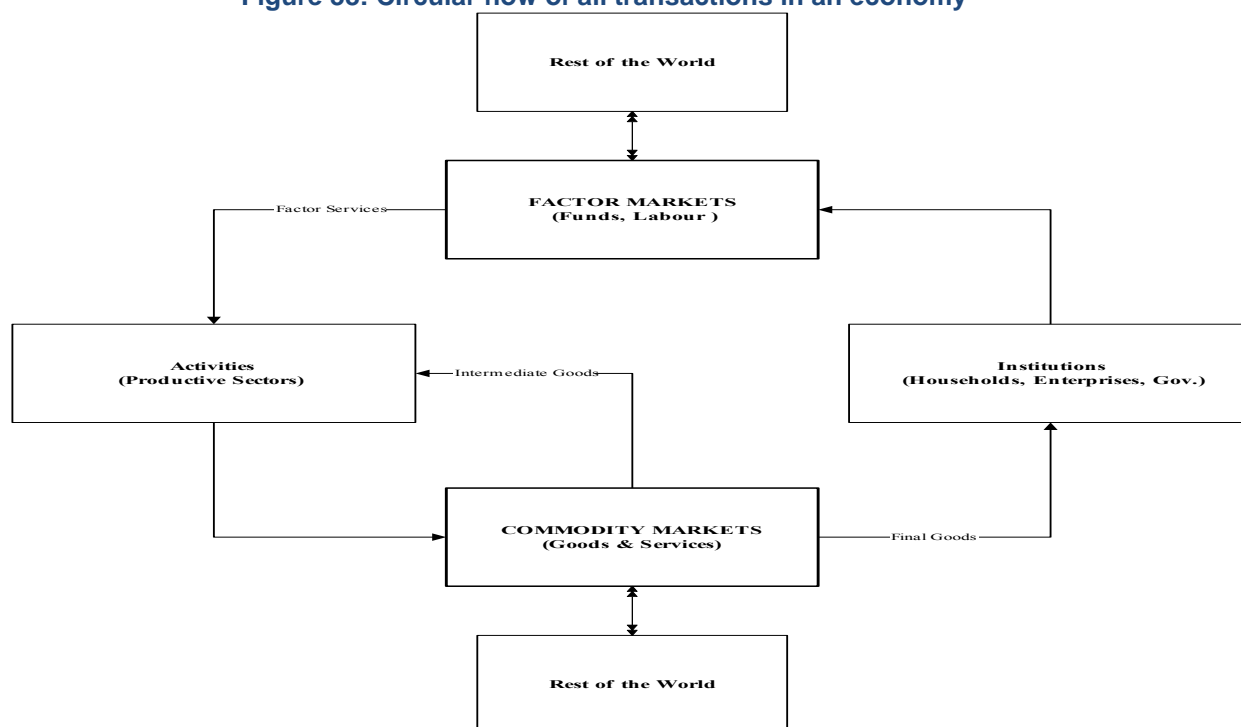 Circular flow of all transactions in an economy
Rest of the World
FACTOR MARKETS
(Funds, Labour )
Factor Services
Activities
(Productive Sectors)
Intermediate Goods
Institutions
(Households, Enterprises, Gov.)
COMMODITY MARKETS
(Goods & Services)
Final Goods
Rest of the World